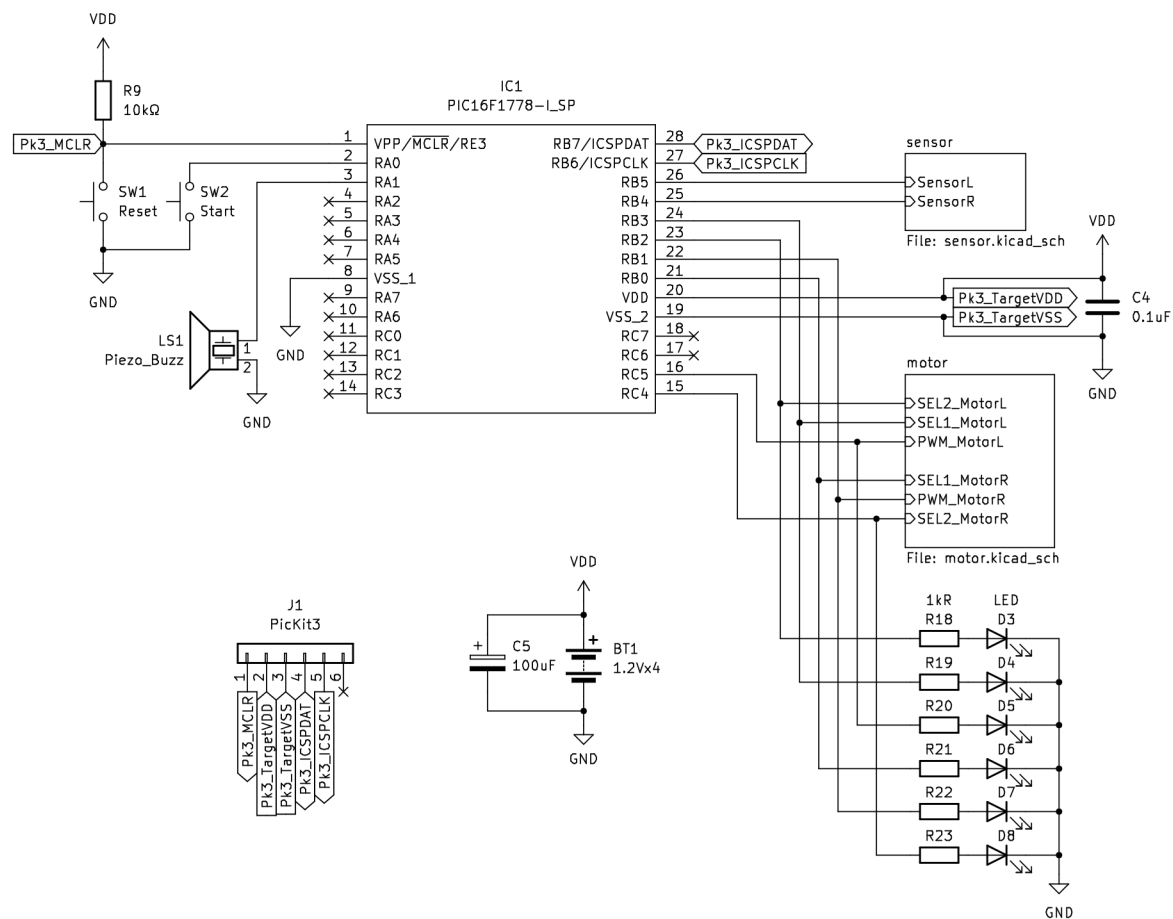 VDD
R9
10kΩ
Pk3_MCLR
SW1
Reset
SW2
Start
GND
IC1
PIC16F1778-I_SP
1 VPP/MCLR/RE3
2 RA0
3 RA1
4 RA2
5 RA3
6 RA4
7 RA5
8 VSS_1
9 RA7
10 RA6
11 RC0
12 RC1
13 RC2
14 RC3
RB7/ICSPDAT 28 Pk3_ICSPDAT
RB6/ICSPCLK 27 Pk3_ICSPCLK
RB5 26
RB4 25
RB3 24
RB2 23
RB1 22
RB0 21
VDD 20
VSS_2 19
RC7 18
RC6 17
RC5 16
RC4 15
GND
LS1
Piezo_Buzz
1
2
GND
sensor
SensorL
SensorR
File: sensor.kicad_sch
VDD
Pk3_TargetVDD
Pk3_TargetVSS
C4
0.1uF
GND
motor
SEL2_MotorL
SEL1_MotorL
PWM_MotorL
SEL1_MotorR
PWM_MotorR
SEL2_MotorR
File: motor.kicad_sch
J1
PicKit3
1 2 3 4 5 6
Pk3_MCLR
Pk3_TargetVDD
Pk3_TargetVSS
Pk3_ICSPDAT
Pk3_ICSPCLK
VDD
+
C5
100uF
+
BT1
1.2Vx4
GND
1kR LED
R18 D3
R19 D4
R20 D5
R21 D6
R22 D7
R23 D8
GND